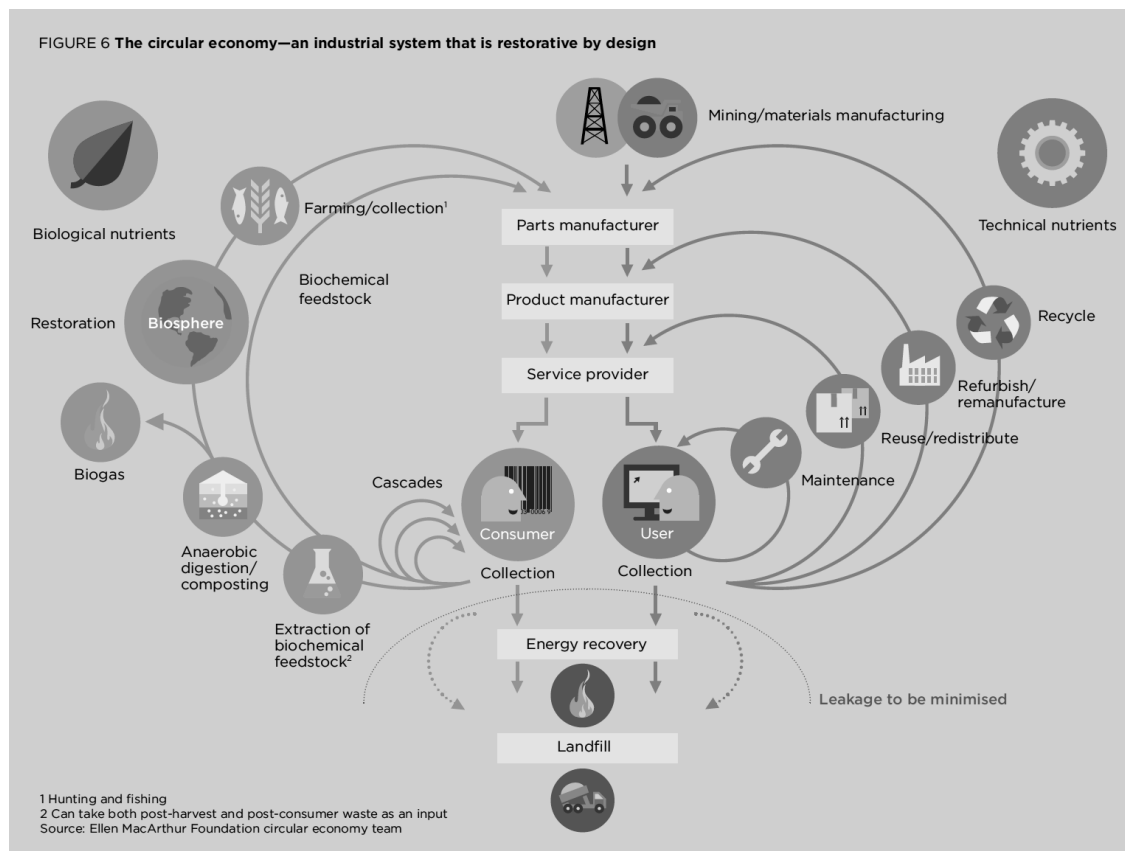 FIGURE 6 The circular economy—an industrial system that is restorative by design
Mining/materials manufacturing
Biological nutrients
Farming/collection¹
Technical nutrients
Parts manufacturer
Biochemical
feedstock
Product manufacturer
Restoration
Biosphere
Recycle
Service provider
Refurbish/
remanufacture
Reuse/redistribute
Biogas
Cascades
Maintenance
Consumer
User
Anaerobic
digestion/
composting
Collection
Collection
Extraction of
biochemical
feedstock²
Energy recovery
Leakage to be minimised
Landfill
1 Hunting and fishing
2 Can take both post-harvest and post-consumer waste as an input
Source: Ellen MacArthur Foundation circular economy team